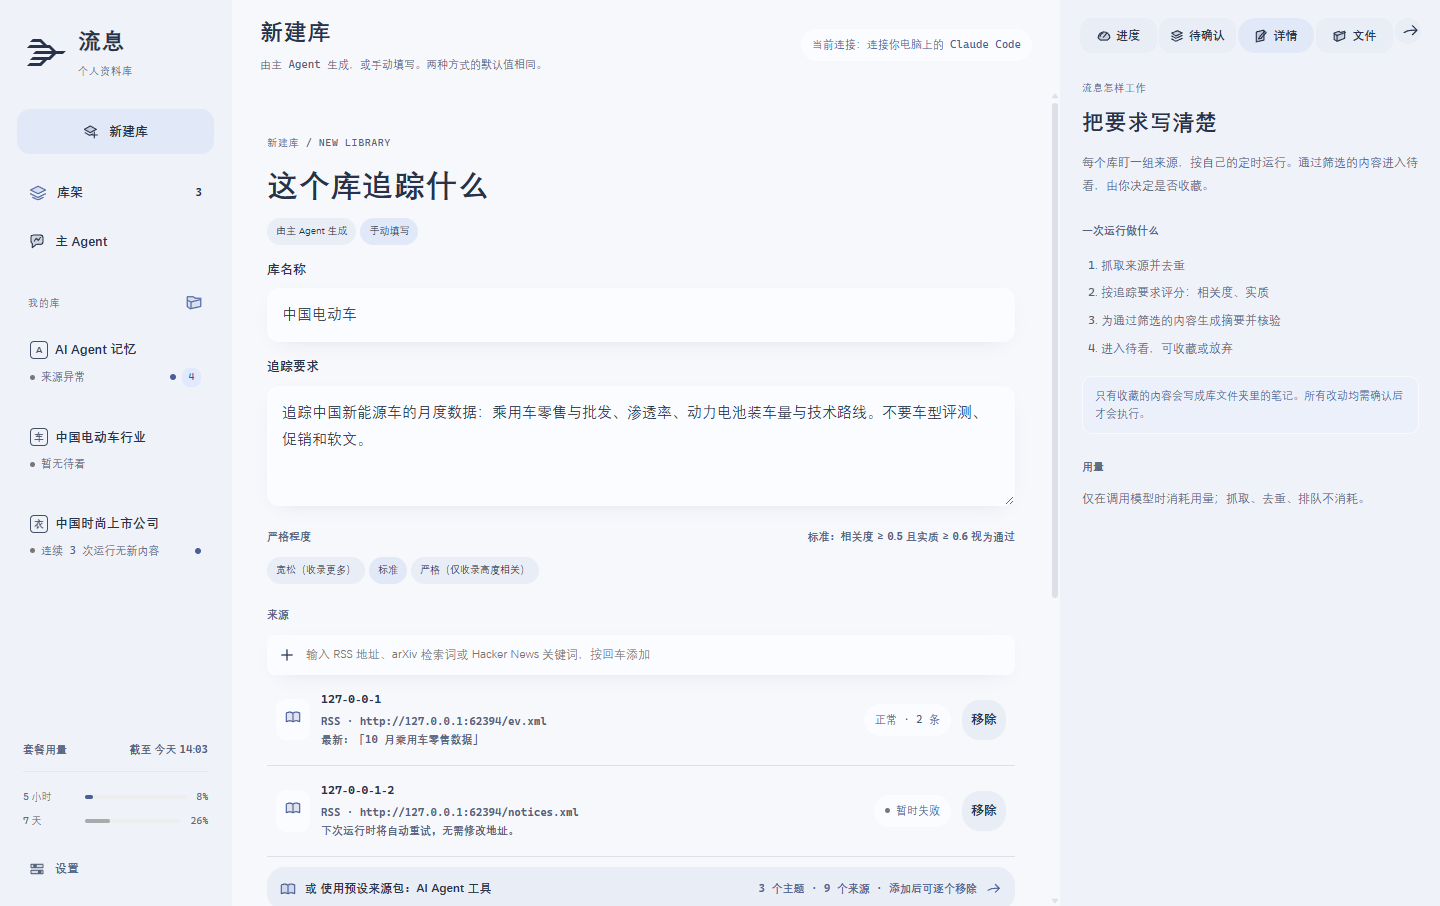 流息
个人资料库
新建库
库架
3
主 Agent
我的库
A
AI Agent 记忆
来源异常
4
车
中国电动车行业
暂无待看
衣
中国时尚上市公司
连续 3 次运行无新内容
套餐用量
截至 今天 14:03
5 小时
8%
7 天
26%
设置
新建库
由主 Agent 生成，或手动填写。两种方式的默认值相同。
当前连接：连接你电脑上的 Claude Code
新建库 / NEW LIBRARY
这个库追踪什么
由主 Agent 生成
手动填写
库名称
中国电动车
追踪要求
追踪中国新能源车的月度数据：乘用车零售与批发、渗透率、动力电池装车量与技术路线。不要车型评测、
促销和软文。
严格程度
标准：相关度 ≥ 0.5 且实质 ≥ 0.6 视为通过
宽松（收录更多）
标准
严格（仅收录高度相关）
来源
输入 RSS 地址、arXiv 检索词或 Hacker News 关键词，按回车添加
127-0-0-1
RSS · http://127.0.0.1:62394/ev.xml
最新：「10 月乘用车零售数据」
正常 · 2 条
移除
127-0-0-1-2
RSS · http://127.0.0.1:62394/notices.xml
下次运行时将自动重试，无需修改地址。
暂时失败
移除
或 使用预设来源包：AI Agent 工具
3 个主题 · 9 个来源 · 添加后可逐个移除
进度
待确认
详情
文件
流息怎样工作
把要求写清楚
每个库盯一组来源，按自己的定时运行。通过筛选的内容进入待
看，由你决定是否收藏。
一次运行做什么
1. 抓取来源并去重
2. 按追踪要求评分：相关度、实质
3. 为通过筛选的内容生成摘要并核验
4. 进入待看，可收藏或放弃
只有收藏的内容会写成库文件夹里的笔记。所有改动均需确认后
才会执行。
用量
仅在调用模型时消耗用量；抓取、去重、排队不消耗。